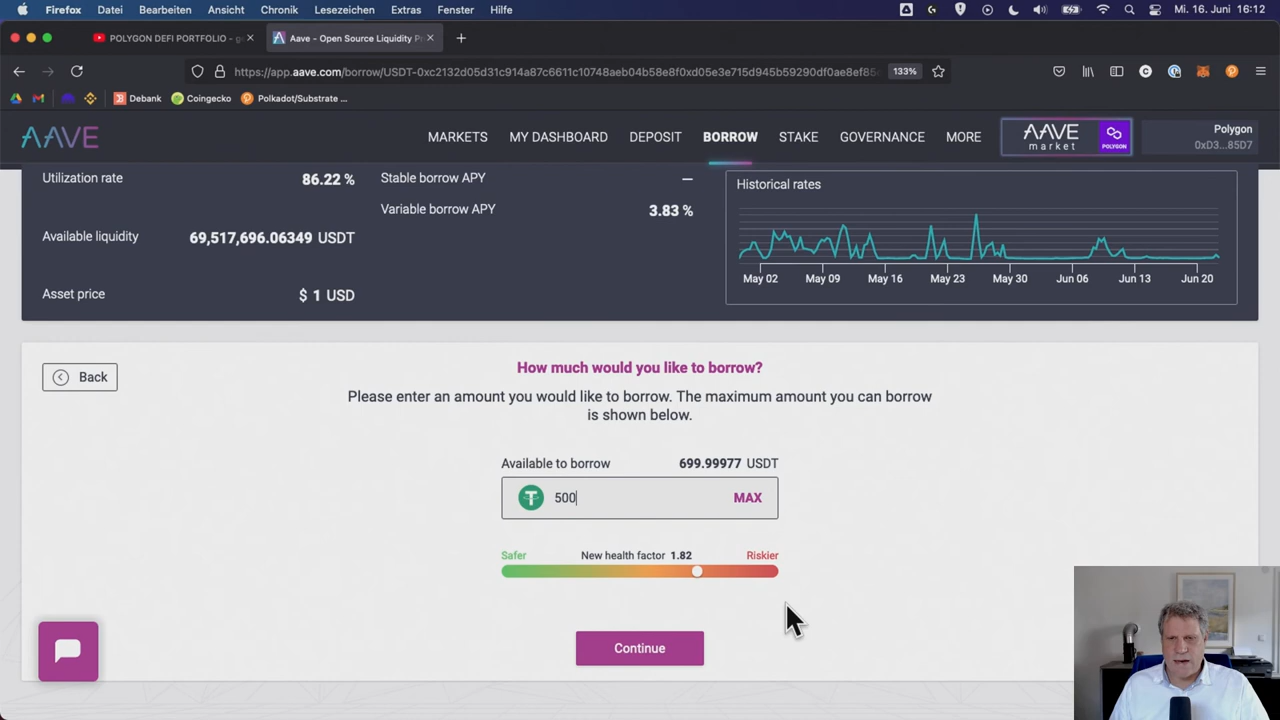 Firefox Datei Bearbeiten Ansicht Chronik Lesezeichen Extras Fenster Hilfe Mi. 16. Juni 16:12
POLYGON DEFI PORTFOLIO - g Aave - Open Source Liquidity P
https://app.aave.com/borrow/USDT-0xc2132d05d31c914a87c6611c10748aeb04b58e8f0xd05e3e715d945b59290df0ae8ef85 133%
Debank Coingecko Polkadot/Substrate ...
AAVE MARKETS MY DASHBOARD DEPOSIT BORROW STAKE GOVERNANCE MORE AAVE market POLYGON Polygon 0xD3...85D7
Utilization rate 86.22 % Stable borrow APY — Historical rates
Variable borrow APY 3.83 %
Available liquidity 69,517,696.06349 USDT
May 02 May 09 May 16 May 23 May 30 Jun 06 Jun 13 Jun 20
Asset price $ 1 USD
Back
How much would you like to borrow?
Please enter an amount you would like to borrow. The maximum amount you can borrow
is shown below.
Available to borrow 699.99977 USDT
500 MAX
Safer New health factor 1.82 Riskier
Continue